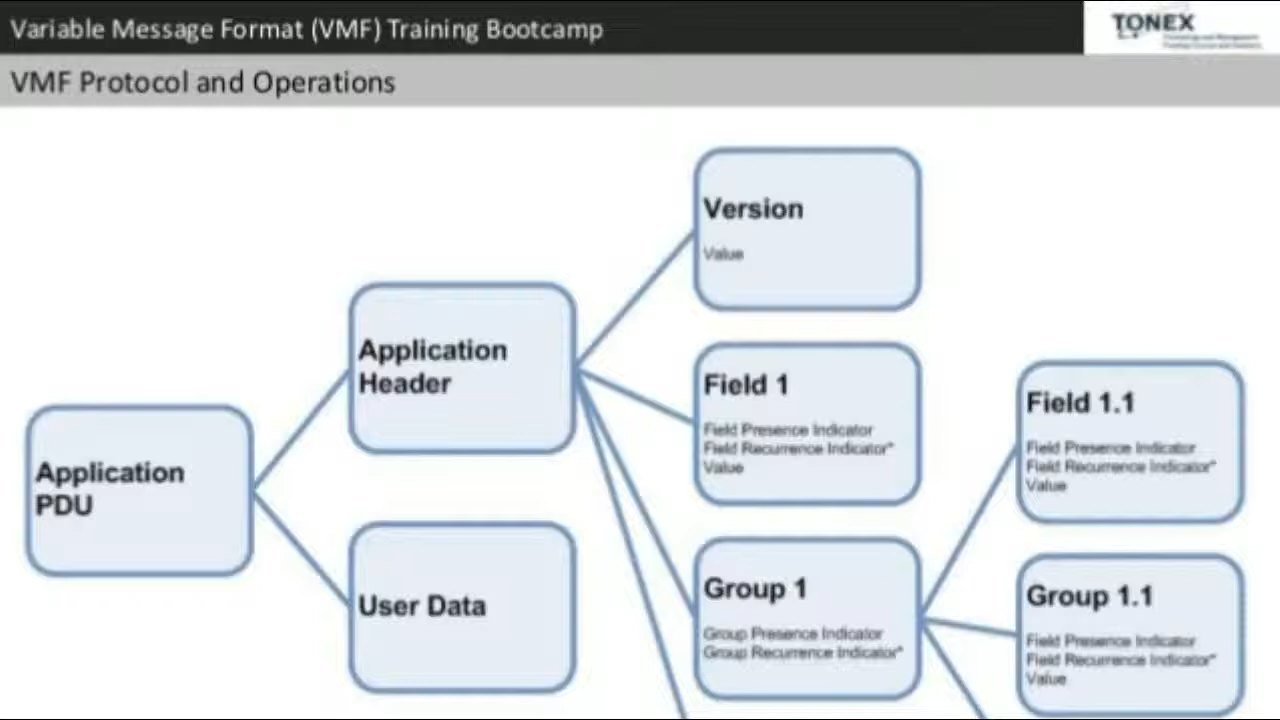 Variable Message Format (VMF) Training Bootcamp
TONEX
VMF Protocol and Operations
Version
Value
Application
Header
Field 1
Field Presence Indicator
Field Recurrence Indicator*
Value
Field 1.1
Field Presence Indicator
Field Recurrence Indicator*
Value
Application
PDU
User Data
Group 1
Group Presence Indicator
Group Recurrence Indicator*
Group 1.1
Field Presence Indicator
Field Recurrence Indicator*
Value